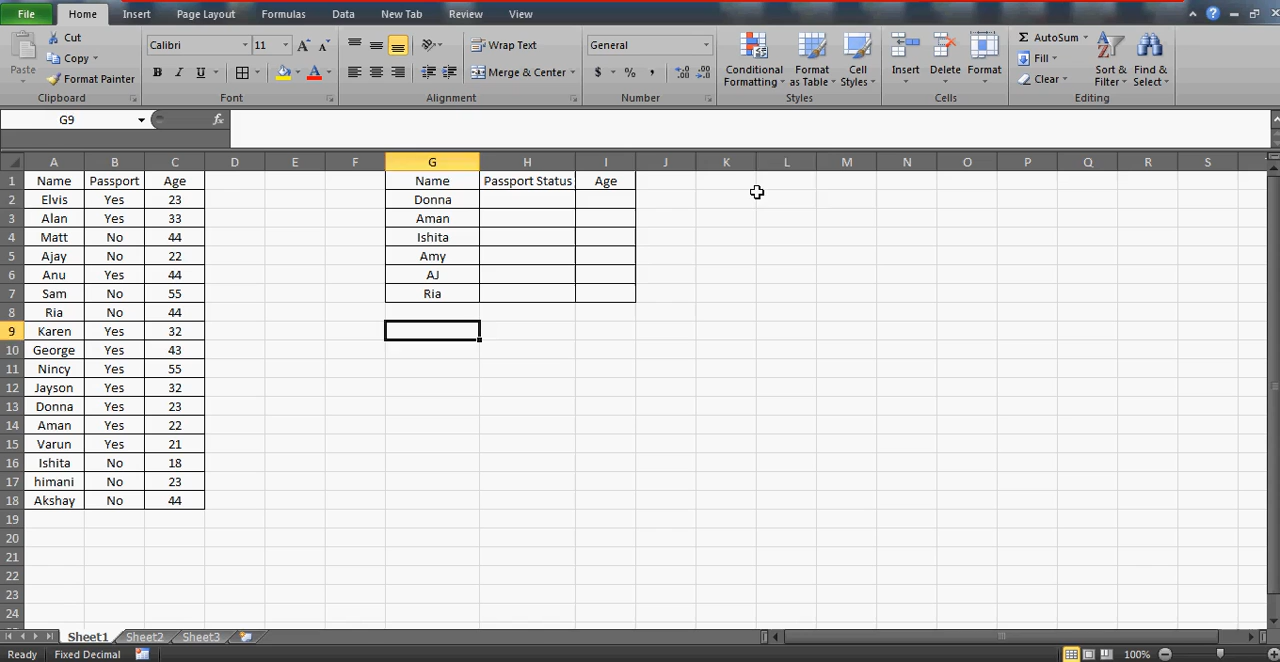 File Home Insert Page Layout Formulas Data New Tab Review View
Paste Cut
Copy
Format Painter
Clipboard
Calibri 11 A A
B I U A
Font
Wrap Text
Merge & Center
Alignment
General
$ % ,
Number
Conditional Formatting
Format as Table
Cell Styles
Styles
Insert Delete Format
Cells
Σ AutoSum
Fill
Clear
Sort & Filter
Find & Select
Editing
G9 fx
A B C D E F G H I J K L M N O P Q R S
1 Name Passport Age Name Passport Status Age
2 Elvis Yes 23 Donna
3 Alan Yes 33 Aman
4 Matt No 44 Ishita
5 Ajay No 22 Amy
6 Anu Yes 44 AJ
7 Sam No 55 Ria
8 Ria No 44
9 Karen Yes 32
10 George Yes 43
11 Nincy Yes 55
12 Jayson Yes 32
13 Donna Yes 23
14 Aman Yes 22
15 Varun Yes 21
16 Ishita No 18
17 himani No 23
18 Akshay No 44
19
20
21
22
23
24
Sheet1 Sheet2 Sheet3
Ready Fixed Decimal 100%